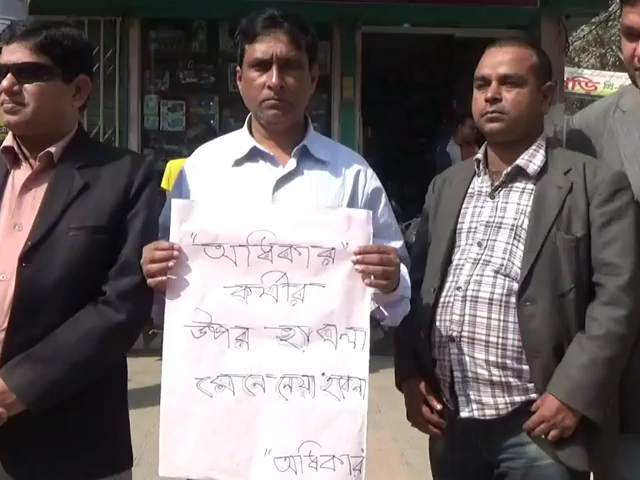 "অধিকার"
কর্মীর
উপর হামলা
মেনে নেয়া হবেনা
"অধিকার